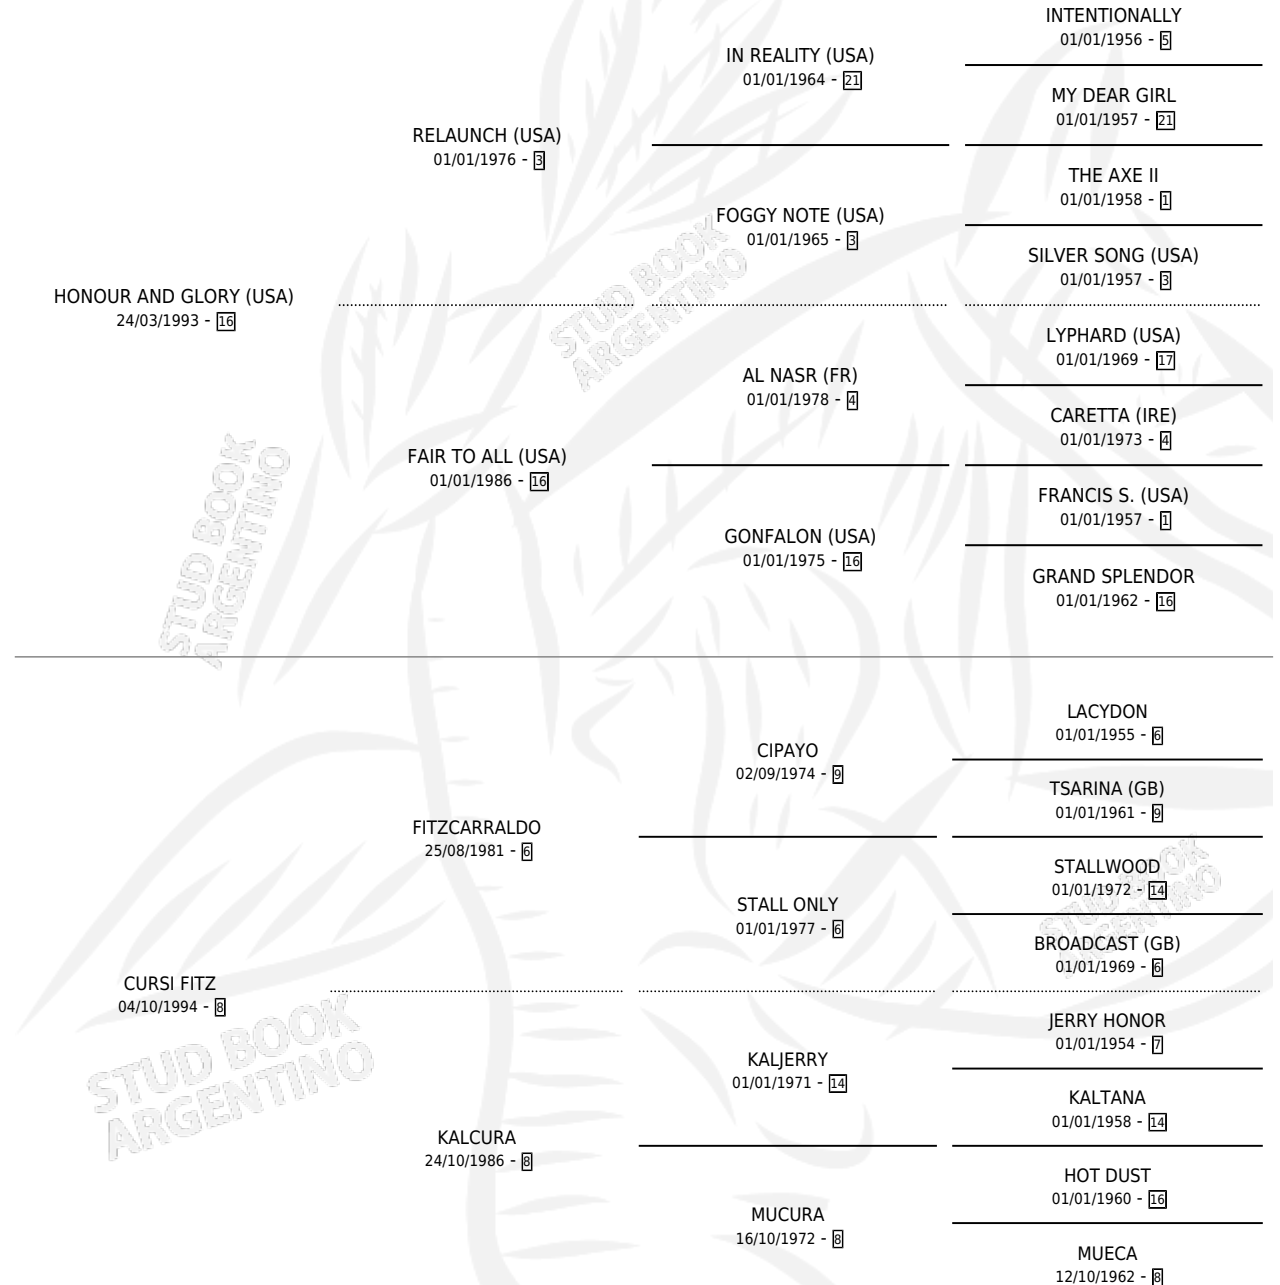 INTENTIONALLY
01/01/1956 - 5
IN REALITY (USA)
01/01/1964 - 21
MY DEAR GIRL
01/01/1957 - 21
RELAUNCH (USA)
01/01/1976 - 3
THE AXE II
01/01/1958 - 1
FOGGY NOTE (USA)
01/01/1965 - 3
SILVER SONG (USA)
01/01/1957 - 3
HONOUR AND GLORY (USA)
24/03/1993 - 16
LYPHARD (USA)
01/01/1969 - 17
AL NASR (FR)
01/01/1978 - 4
CARETTA (IRE)
01/01/1973 - 4
FAIR TO ALL (USA)
01/01/1986 - 16
FRANCIS S. (USA)
01/01/1957 - 1
GONFALON (USA)
01/01/1975 - 16
GRAND SPLENDOR
01/01/1962 - 16
LACYDON
01/01/1955 - 6
CIPAYO
02/09/1974 - 9
TSARINA (GB)
01/01/1961 - 9
FITZCARRALDO
25/08/1981 - 6
STALLWOOD
01/01/1972 - 14
STALL ONLY
01/01/1977 - 6
BROADCAST (GB)
01/01/1969 - 6
CURSI FITZ
04/10/1994 - 8
JERRY HONOR
01/01/1954 - 7
KALJERRY
01/01/1971 - 14
KALTANA
01/01/1958 - 14
KALCURA
24/10/1986 - 8
HOT DUST
01/01/1960 - 16
MUCURA
16/10/1972 - 8
MUECA
12/10/1962 - 8
STUD BOOK
ARGENTINO
STUD BOOK
ARGENTINO
STUD BOOK
ARGENTINO
STUD BOOK
ARGENTINO